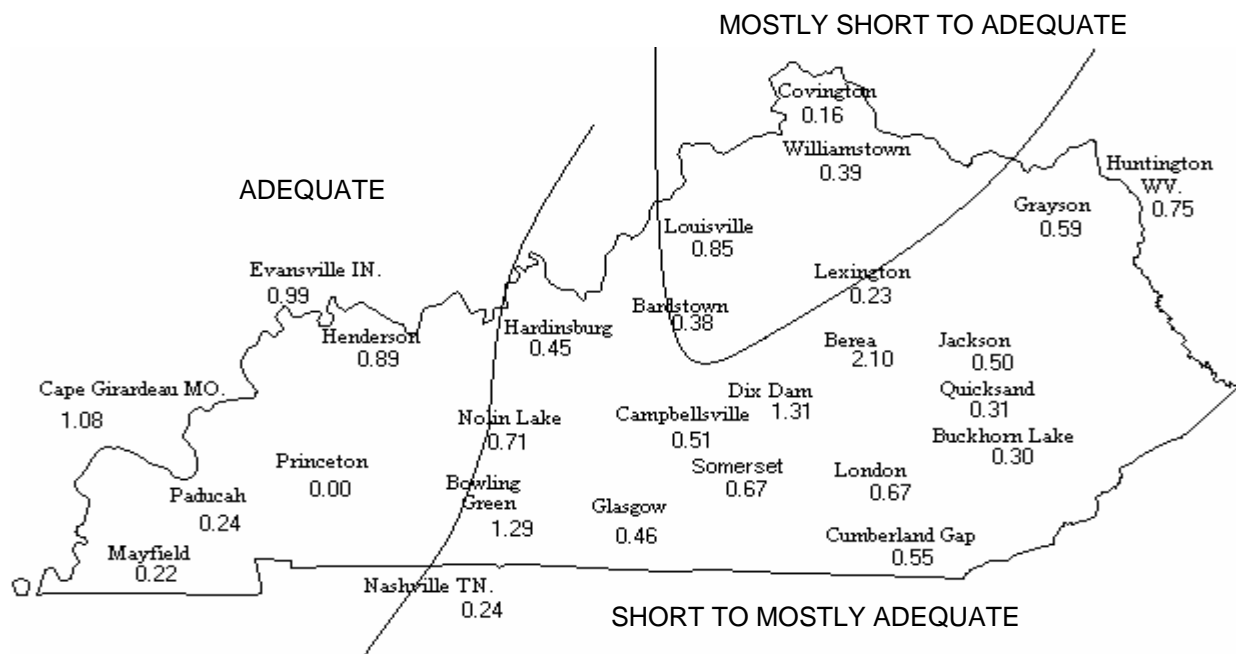 MOSTLY SHORT TO ADEQUATE
Covington
0.16
Williamstown
0.39
Huntington
WV.
0.75
ADEQUATE
Grayson
0.59
Louisville
0.85
Evansville IN.
0.99
Lexington
0.23
Bardstown
0.38
Henderson
0.89
Hardinsburg
0.45
Berea
2.10
Jackson
0.50
Cape Girardeau MO.
1.08
Dix Dam
1.31
Quicksand
0.31
Nolin Lake
0.71
Campbellsville
0.51
Buckhorn Lake
0.30
Princeton
0.00
Somerset
0.67
London
0.67
Bowling
Green
1.29
Paducah
0.24
Glasgow
0.46
Cumberland Gap
0.55
Mayfield
0.22
Nashville TN.
0.24
SHORT TO MOSTLY ADEQUATE